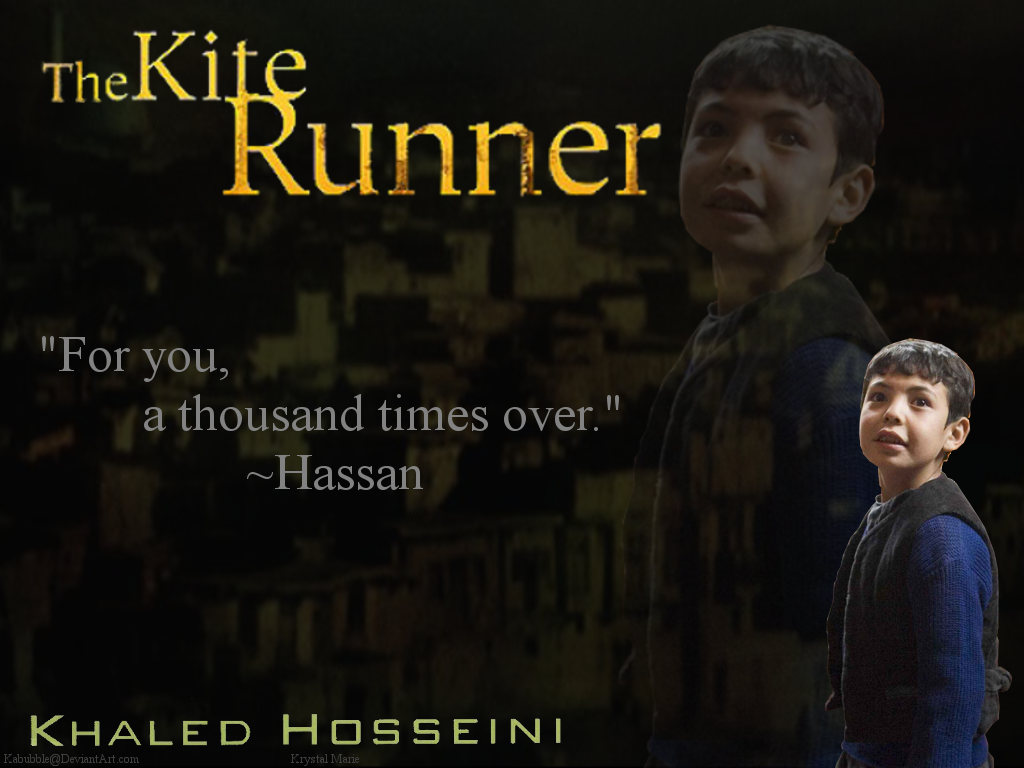 The Kite
Runner
"For you,
a thousand times over."
~Hassan
KHALED HOSSEINI
Kabubble@DeviantArt.com
Krystal Marie